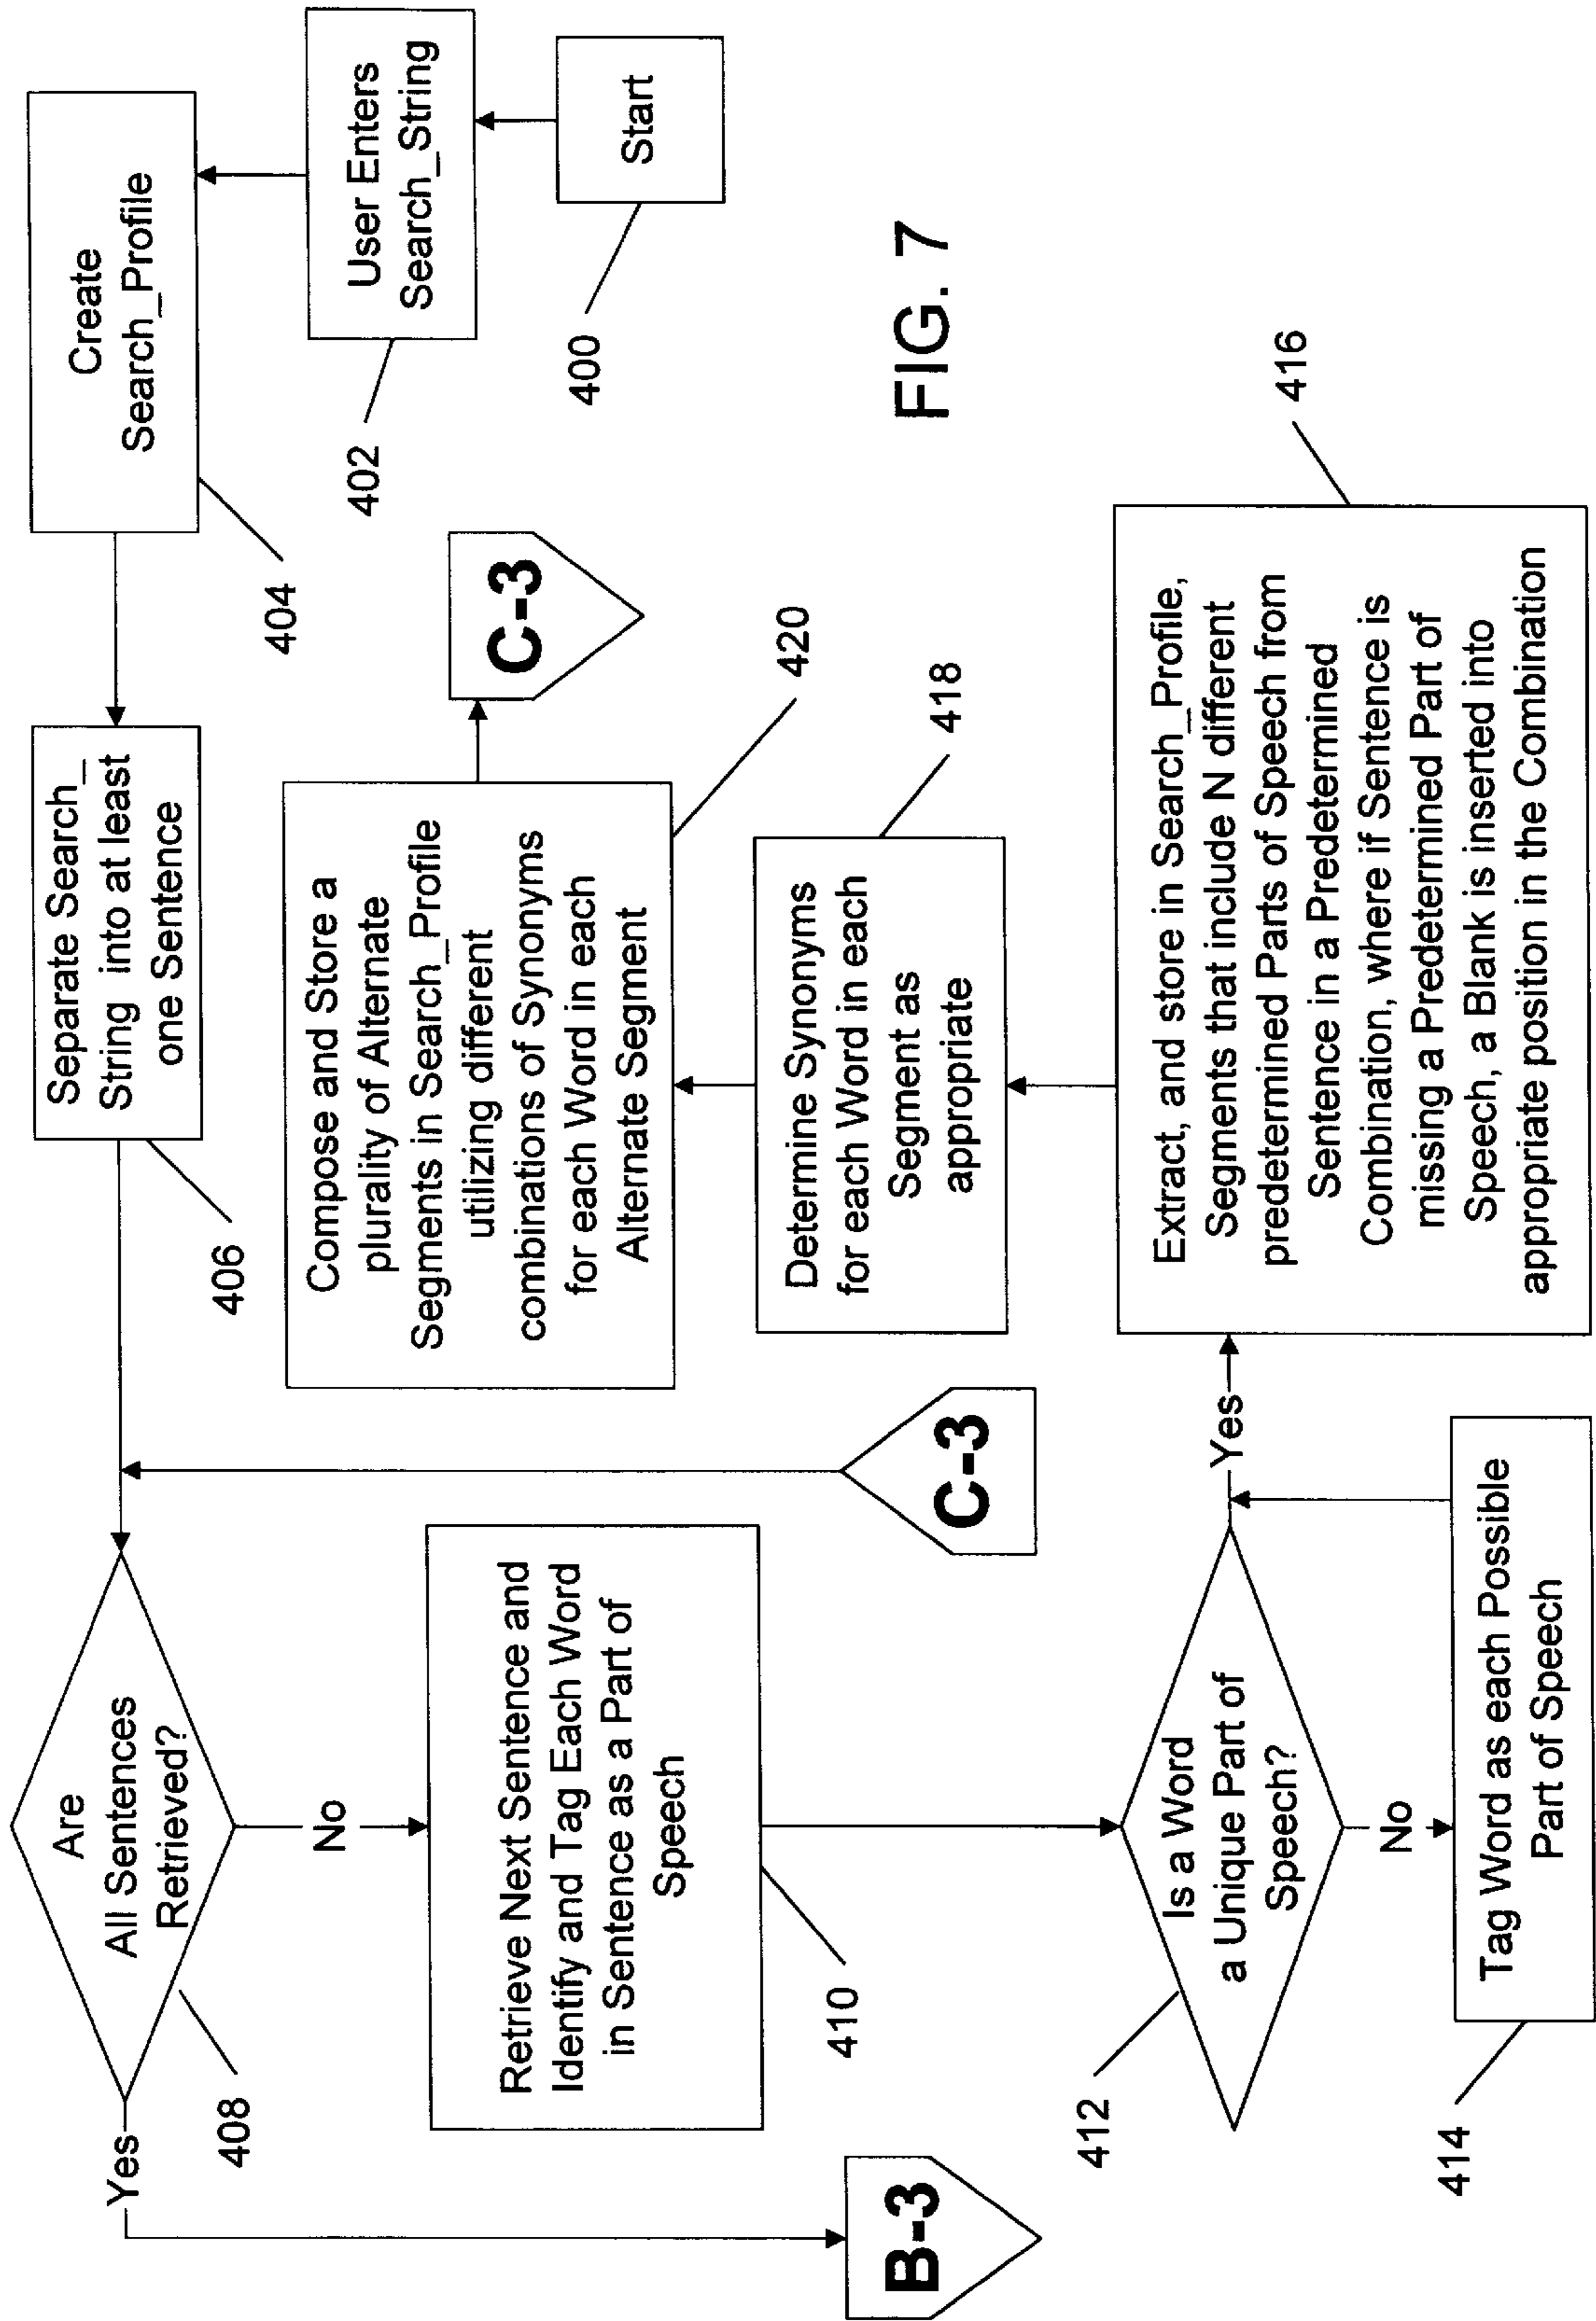 Start
400
User Enters
Search_String
402
Create
Search_Profile
404
Separate Search_
String into at least
one Sentence
406
Are
All Sentences
Retrieved?
408
Yes
B-3
No
Retrieve Next Sentence and
Identify and Tag Each Word
in Sentence as a Part of
Speech
410
C-3
Is a Word
a Unique Part of
Speech?
412
No
Tag Word as each Possible
Part of Speech
414
Yes
Extract, and store in Search_Profile,
Segments that include N different
predetermined Parts of Speech from
Sentence in a Predetermined
Combination, where if Sentence is
missing a Predetermined Part of
Speech, a Blank is inserted into
appropriate position in the Combination
416
Determine Synonyms
for each Word in each
Segment as
appropriate
418
Compose and Store a
plurality of Alternate
Segments in Search_Profile
utilizing different
combinations of Synonyms
for each Word in each
Alternate Segment
420
C-3
FIG. 7